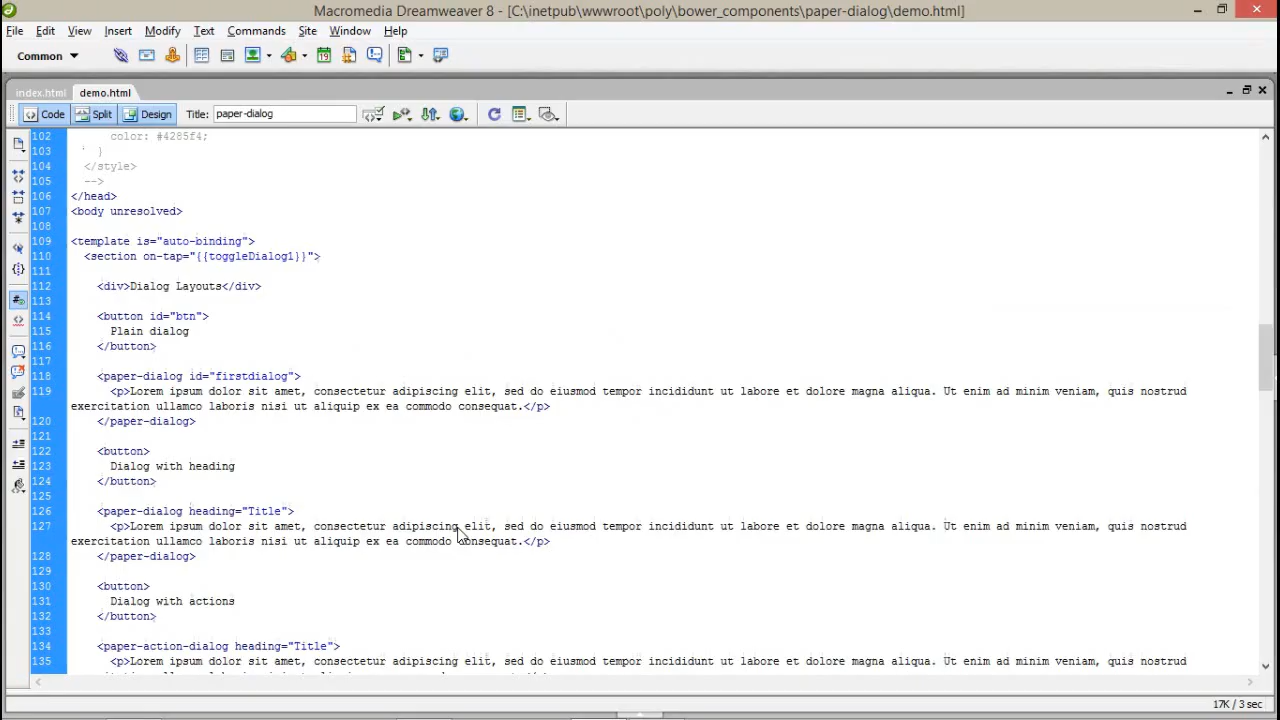 Macromedia Dreamweaver 8 - [C:\inetpub\wwwroot\poly\bower_components\paper-dialog\demo.html]
File Edit View Insert Modify Text Commands Site Window Help
Common
index.html demo.html
Code Split Design Title: paper-dialog
102 color: #4285f4;
103 }
104 </style>
105 -->
106 </head>
107 <body unresolved>
108
109 <template is="auto-binding">
110 <section on-tap="{{toggleDialog1}}">
111
112 <div>Dialog Layouts</div>
113
114 <button id="btn">
115 Plain dialog
116 </button>
117
118 <paper-dialog id="firstdialog">
119 <p>Lorem ipsum dolor sit amet, consectetur adipiscing elit, sed do eiusmod tempor incididunt ut labore et dolore magna aliqua. Ut enim ad minim veniam, quis nostrud
exercitation ullamco laboris nisi ut aliquip ex ea commodo consequat.</p>
120 </paper-dialog>
121
122 <button>
123 Dialog with heading
124 </button>
125
126 <paper-dialog heading="Title">
127 <p>Lorem ipsum dolor sit amet, consectetur adipiscing elit, sed do eiusmod tempor incididunt ut labore et dolore magna aliqua. Ut enim ad minim veniam, quis nostrud
exercitation ullamco laboris nisi ut aliquip ex ea commodo consequat.</p>
128 </paper-dialog>
129
130 <button>
131 Dialog with actions
132 </button>
133
134 <paper-action-dialog heading="Title">
135 <p>Lorem ipsum dolor sit amet, consectetur adipiscing elit, sed do eiusmod tempor incididunt ut labore et dolore magna aliqua. Ut enim ad minim veniam, quis nostrud
17K / 3 sec